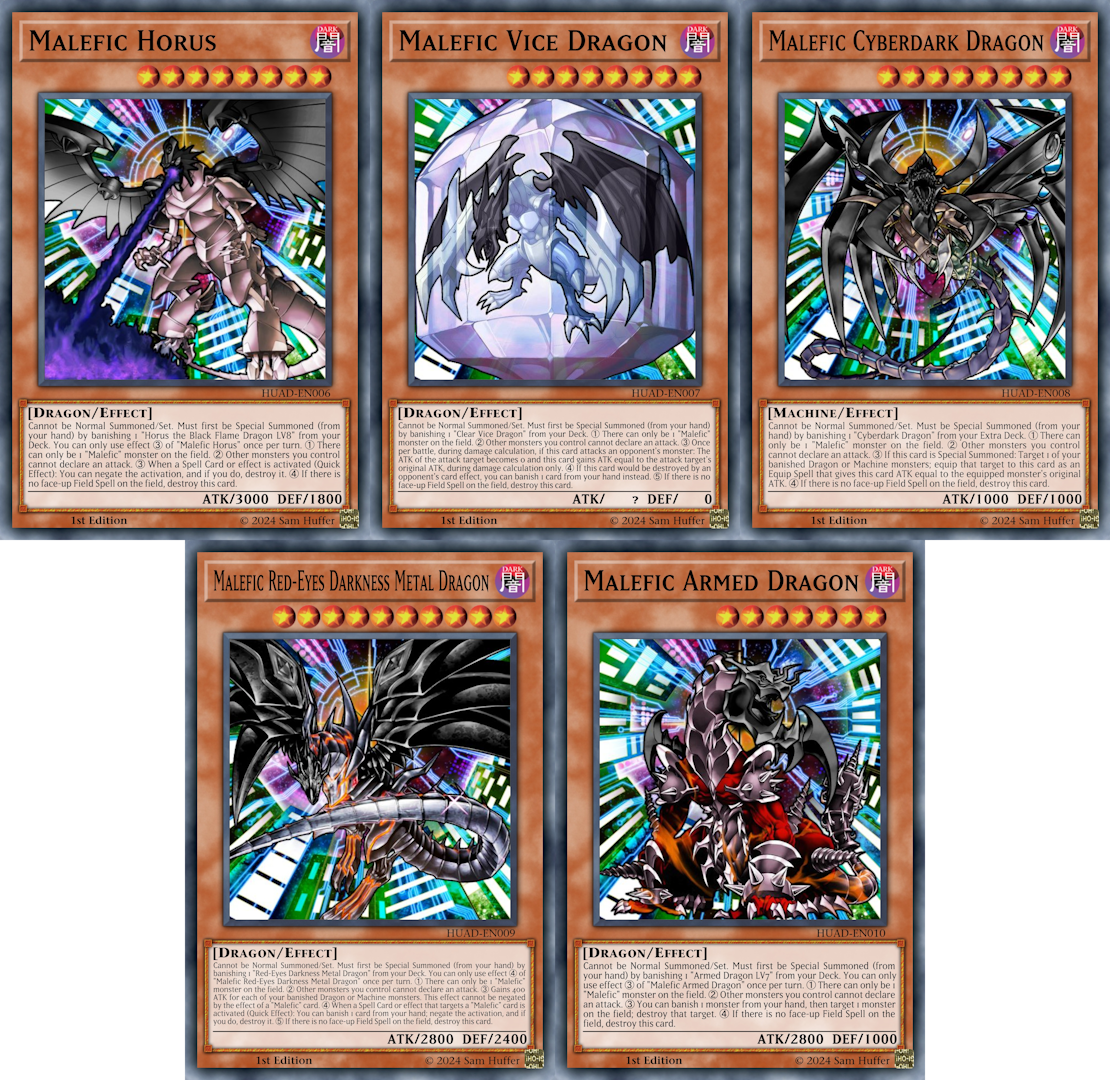 Malefic Horus
DARK
闇
HUAD-EN006
[Dragon/Effect]
Cannot be Normal Summoned/Set. Must first be Special Summoned (from
your hand) by banishing 1 "Horus the Black Flame Dragon LV8" from your
Deck. You can only use effect ③ of "Malefic Horus" once per turn. ① There
can only be 1 "Malefic" monster on the field. ② Other monsters you control
cannot declare an attack. ③ When a Spell Card or effect is activated (Quick
Effect): You can negate the activation, and if you do, destroy it. ④ If there is
no face-up Field Spell on the field, destroy this card.
ATK/3000 DEF/1800
1st Edition
© 2024 Sam Huffer
Malefic Vice Dragon
DARK
闇
HUAD-EN007
[Dragon/Effect]
Cannot be Normal Summoned/Set. Must first be Special Summoned (from your hand)
by banishing 1 "Clear Vice Dragon" from your Deck. ① There can only be 1 "Malefic"
monster on the field. ② Other monsters you control cannot declare an attack. ③ Once
per battle, during damage calculation, if this card attacks an opponent's monster: The
ATK of the attack target becomes 0 and this card gains ATK equal to the attack target's
original ATK, during damage calculation only. ④ If this card would be destroyed by an
opponent's card effect, you can banish 1 card from your hand instead. ⑤ If there is no
face-up Field Spell on the field, destroy this card.
ATK/ ? DEF/ 0
1st Edition
© 2024 Sam Huffer
Malefic Cyberdark Dragon
DARK
闇
HUAD-EN008
[Machine/Effect]
Cannot be Normal Summoned/Set. Must first be Special Summoned (from your
hand) by banishing 1 "Cyberdark Dragon" from your Extra Deck. ① There can
only be 1 "Malefic" monster on the field. ② Other monsters you control
cannot declare an attack. ③ If this card is Special Summoned: Target 1 of your
banished Dragon or Machine monsters; equip that target to this card as an
Equip Spell that gives this card ATK equal to the equipped monster's original
ATK. ④ If there is no face-up Field Spell on the field, destroy this card.
ATK/1000 DEF/1000
1st Edition
© 2024 Sam Huffer
Malefic Red-Eyes Darkness Metal Dragon
DARK
闇
HUAD-EN009
[Dragon/Effect]
Cannot be Normal Summoned/Set. Must first be Special Summoned (from your hand) by
banishing 1 "Red-Eyes Darkness Metal Dragon" from your Deck. You can only use effect ④ of
"Malefic Red-Eyes Darkness Metal Dragon" once per turn. ① There can only be 1 "Malefic"
monster on the field. ② Other monsters you control cannot declare an attack. ③ Gains 400
ATK for each of your banished Dragon or Machine monsters. This effect cannot be negated
by the effect of a "Malefic" card. ④ When a Spell Card or effect that targets a "Malefic" card is
activated (Quick Effect): You can banish 1 card from your hand; negate the activation, and if
you do, destroy it. ⑤ If there is no face-up Field Spell on the field, destroy this card.
ATK/2800 DEF/2400
1st Edition
© 2024 Sam Huffer
Malefic Armed Dragon
DARK
闇
HUAD-EN010
[Dragon/Effect]
Cannot be Normal Summoned/Set. Must first be Special Summoned (from
your hand) by banishing 1 "Armed Dragon LV7" from your Deck. You can only
use effect ③ of "Malefic Armed Dragon" once per turn. ① There can only be 1
"Malefic" monster on the field. ② Other monsters you control cannot declare
an attack. ③ You can banish 1 monster from your hand, then target 1 monster
on the field; destroy that target. ④ If there is no face-up Field Spell on the
field, destroy this card.
ATK/2800 DEF/1000
1st Edition
© 2024 Sam Huffer